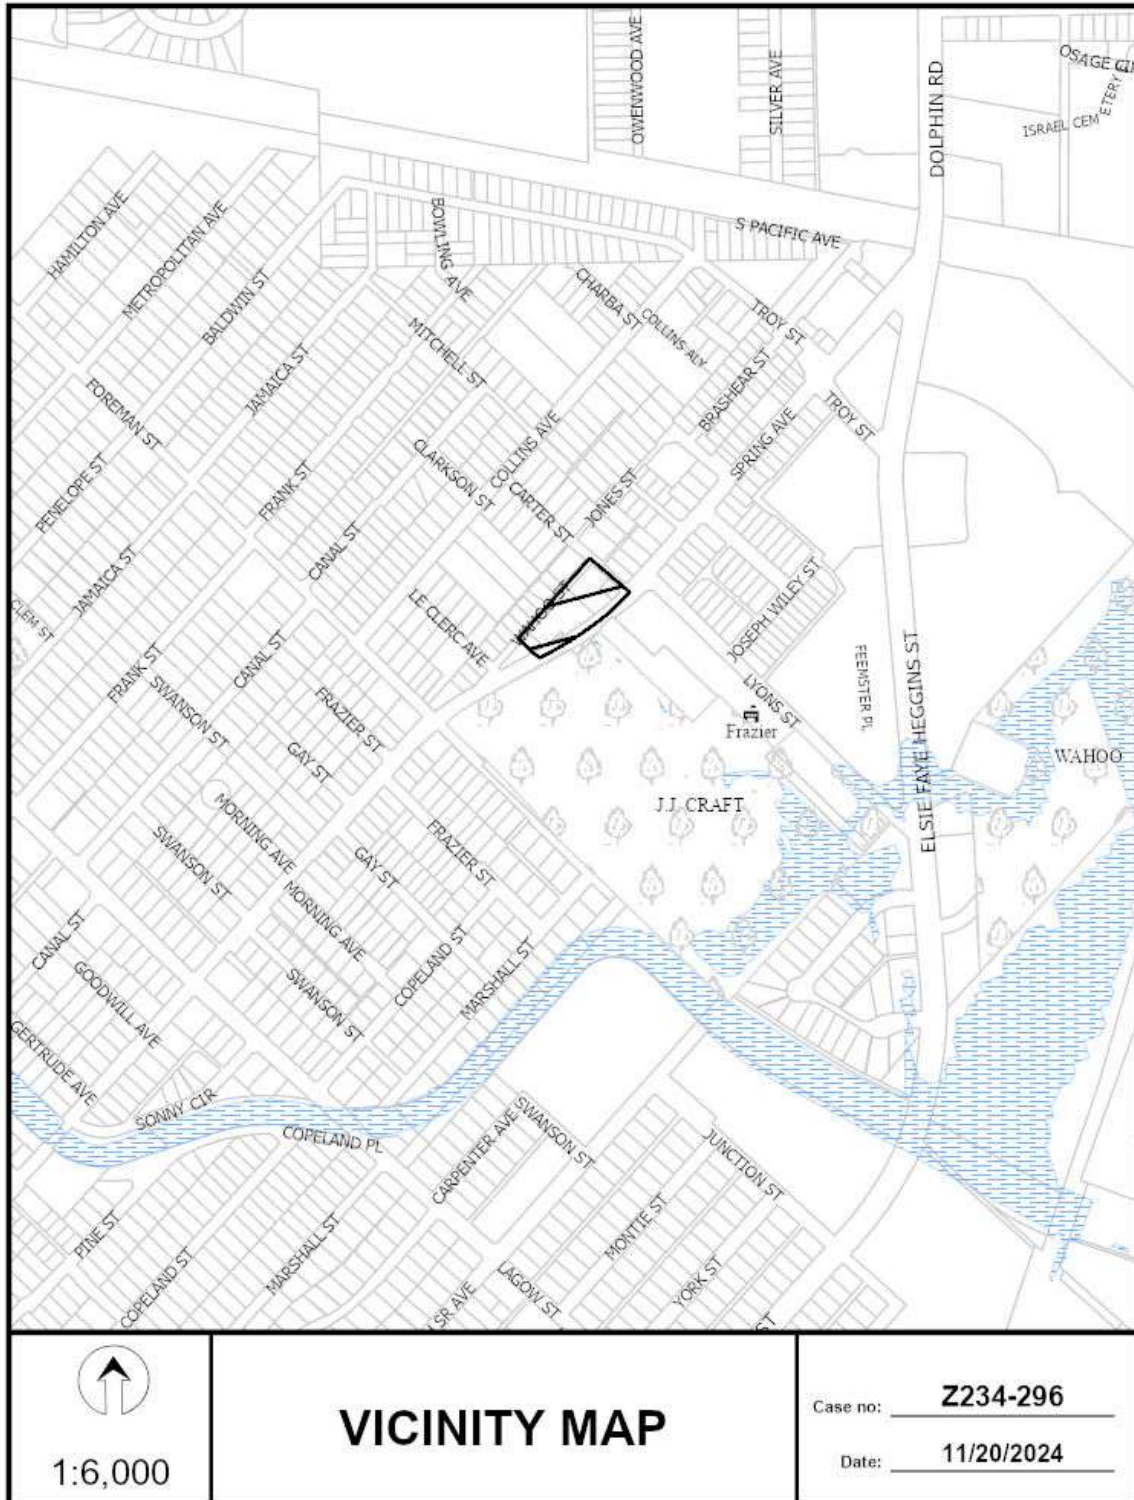 OWENWOOD AVE
SILVER AVE
DOLPHIN RD
OSAGE CIR
ISRAEL CEM
ETERY
HAMILTON AVE
METROPOLITAN AVE
BALDWIN ST
BOWLING AVE
S PACIFIC AVE
CHARBA ST
COLLINS ALY
TROY ST
MITCHELL ST
JAMAICA ST
BRASHEAR ST
TROY ST
FOREMAN ST
SPRING AVE
COLLINS AVE
CLARKSON ST
PENELOPE ST
FRANK ST
CARTER ST
JONES ST
CANAL ST
JAMAICA ST
CLEM ST
LE CLERC AVE
JOSEPH WILEY ST
FRANK ST
CANAL ST
SWANSON ST
FRAZIER ST
GAY ST
LYONS ST
FEEMSTER PL
ELSIE FAYE HEGGINS ST
Frazier
WAHOO
J.J. CRAFT
MORNING AVE
SWANSON ST
GAY ST
FRAZIER ST
MORNING AVE
CANAL ST
GOODWILL AVE
SWANSON ST
COPELAND ST
MARSHALL ST
GERTRUDE AVE
SONNY CIR
COPELAND PL
CARPENTER AVE
SWANSON ST
JUNCTION ST
PINE ST
COPELAND ST
MARSHALL ST
MONTIE ST
LAGOW ST
YORK ST
SR AVE
ST
1:6,000
VICINITY MAP
Case no: Z234-296
Date: 11/20/2024